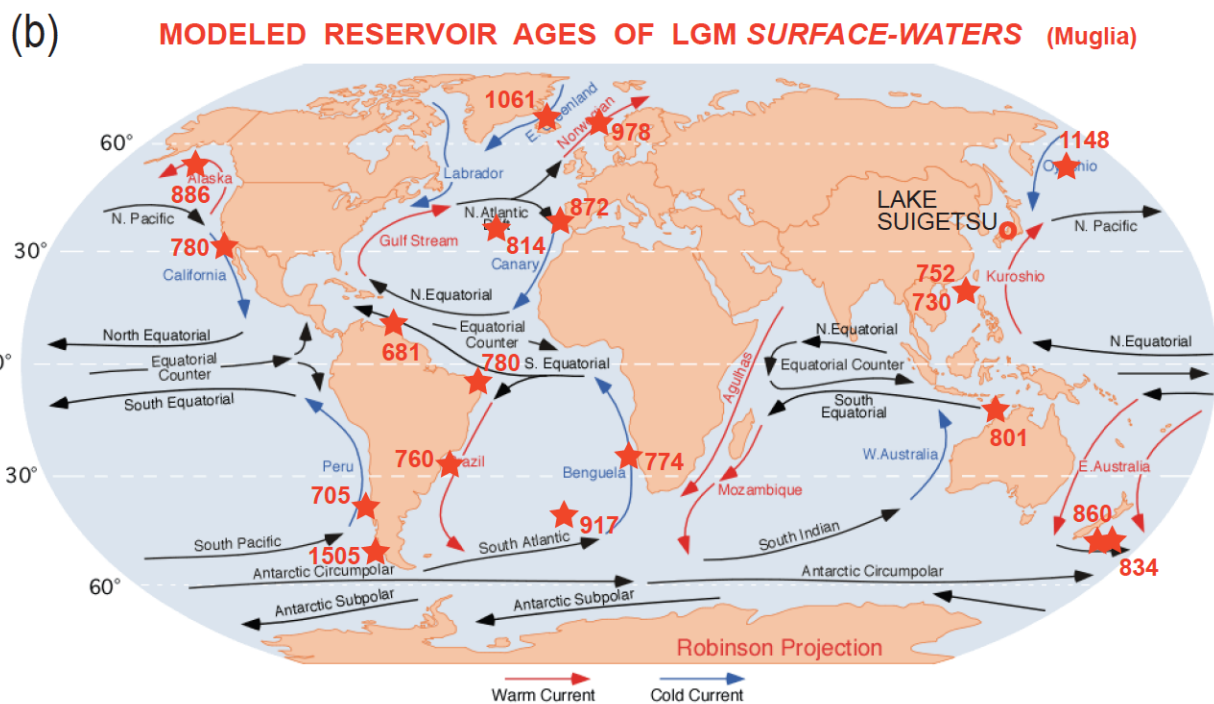 (b)
MODELED RESERVOIR AGES OF LGM SURFACE-WATERS (Muglia)
1061
E. Greenland
Norwegian
978
60°
1148
Alaska
886
Labrador
N. Pacific
N.Atlantic
872
LAKE
SUIGETSU
N. Pacific
780
30°
Gulf Stream
814
California
Canary
752
730
Kuroshio
N.Equatorial
North Equatorial
Equatorial
Counter
681
Equatorial
Counter
780
S. Equatorial
N.Equatorial
N.Equatorial
0°
Equatorial Counter
Agulhas
South Equatorial
South
Equatorial
801
760
Peru
30°
Benguela
774
W.Australia
E.Australia
Mozambique
705
917
860
South Pacific
1505
South Atlantic
South Indian
834
Antarctic Circumpolar
Antarctic Circumpolar
60°
Antarctic Subpolar
Antarctic Subpolar
Robinson Projection
Warm Current
Cold Current